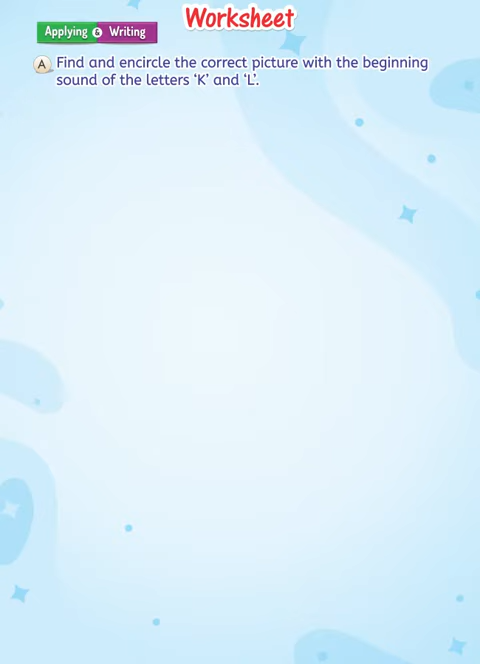 Worksheet
Applying & Writing
A Find and encircle the correct picture with the beginning
sound of the letters ‘K’ and ‘L’.